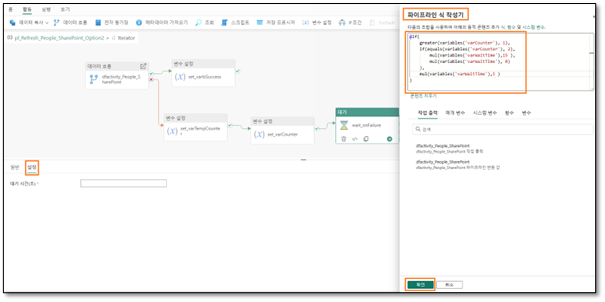 홈 활동 실행 보기
데이터 복사 데이터 흐름 전자 필기장 메타데이터 가져오기 조회 스크립트 저장 프로시저 변수 설정 If 조건
pl_Refresh_People_SharePoint_Option2 > Iterator
데이터 흐름
dfactivity_People_SharePoint
변수 설정
set_varIsSuccess
변수 설정
set_varTempCounte
변수 설정
set_varCounter
대기
wait_onFailure
일반 설정
대기 시간(초) *
파이프라인 식 작성기
다음의 조합을 사용하여 아래에 동적 콘텐츠 추가 식, 함수 및 시스템 변수.
@if(
greater(variables('varCounter'), 1),
if(equals(variables('varCounter'), 2),
mul(variables('varWaitTime'),15 ),
mul(variables('varWaitTime'), 0)
),
mul(variables('varWaitTime'),5 )
)
콘텐츠 지우기
작업 출력 매개 변수 시스템 변수 함수 변수
검색
dfactivity_People_SharePoint
dfactivity_People_SharePoint 작업 출력
dfactivity_People_SharePoint
dfactivity_People_SharePoint 파이프라인 반환 값
확인 취소